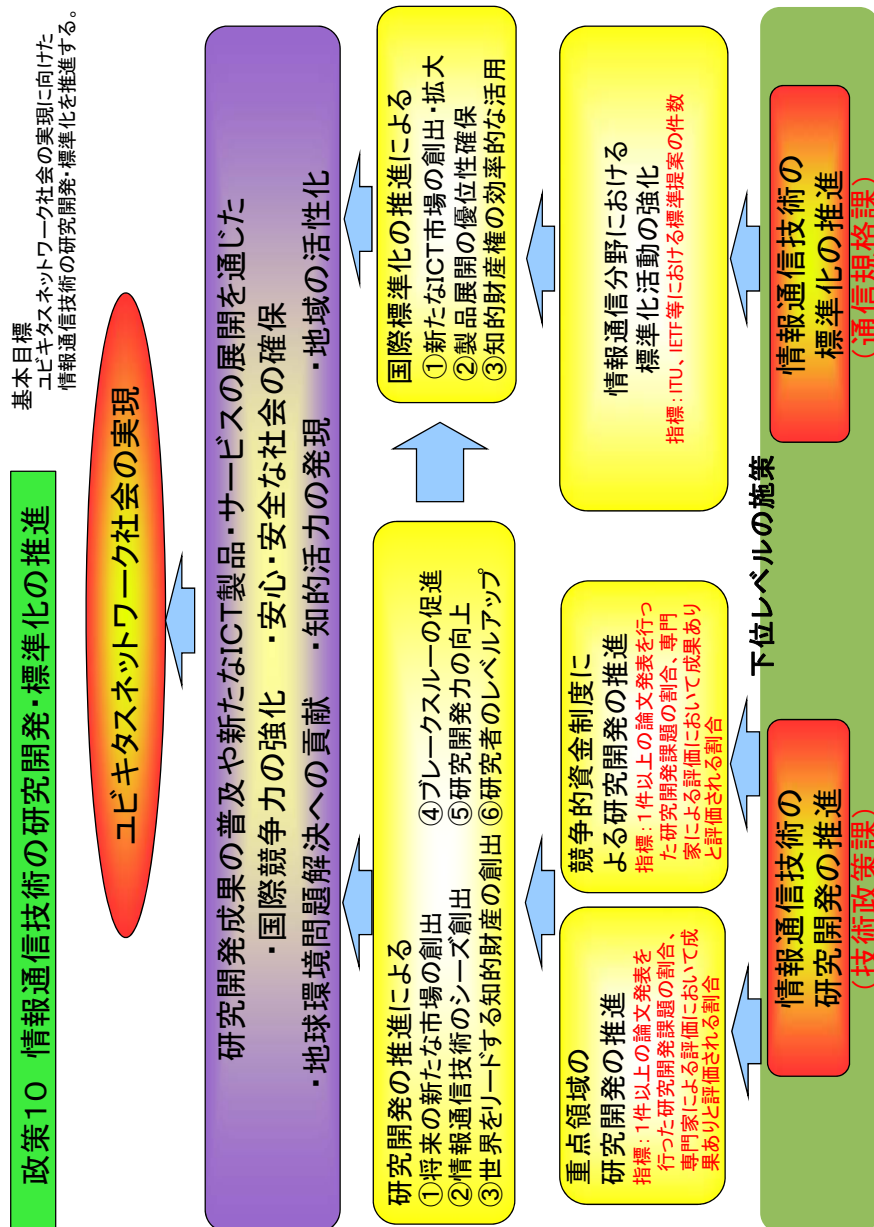 政策10 情報通信技術の研究開発・標準化の推進
基本目標
ユビキタスネットワーク社会の実現に向けた
情報通信技術の研究開発・標準化を推進する。
ユビキタスネットワーク社会の実現
研究開発成果の普及や新たなICT製品・サービスの展開を通じた
・国際競争力の強化 ・安心・安全な社会の確保
・地球環境問題解決への貢献 ・知的活力の発現 ・地域の活性化
研究開発の推進による
①将来の新たな市場の創出 ④ブレークスルーの促進
②情報通信技術のシーズ創出 ⑤研究開発力の向上
③世界をリードする知的財産の創出 ⑥研究者のレベルアップ
国際標準化の推進による
①新たなICT市場の創出・拡大
②製品展開の優位性確保
③知的財産権の効率的な活用
重点領域の
研究開発の推進
指標:1件以上の論文発表を
行った研究開発課題の割合、
専門家による評価において成
果ありと評価される割合
競争的資金制度に
よる研究開発の推進
指標:1件以上の論文発表を行っ
た研究開発課題の割合、専門
家による評価において成果あり
と評価される割合
情報通信分野における
標準化活動の強化
指標:ITU、IETF等における標準提案の件数
下位レベルの施策
情報通信技術の
研究開発の推進
(技術政策課)
情報通信技術の
標準化の推進
(通信規格課)